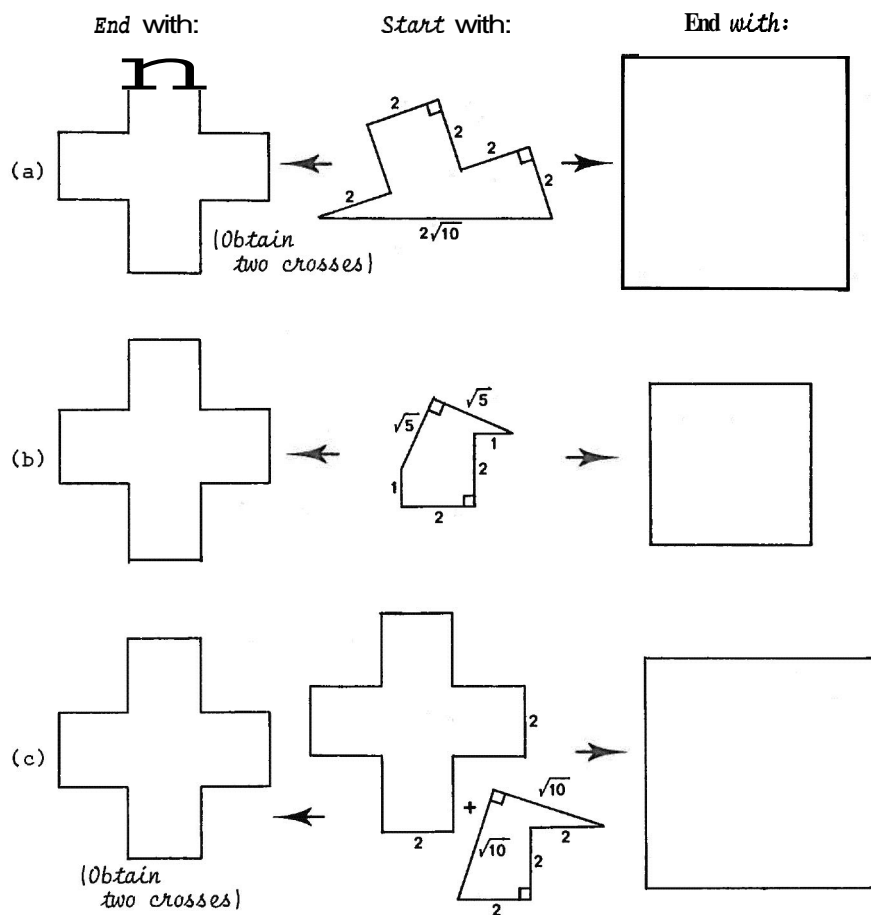 End with:
Start with:
End with:
(a)
2
2
2
2
2
2√10
(Obtain
two crosses)
(b)
√5
√5
1
2
1
2
(c)
2
2
+
√10
√10
2
2
2
(Obtain
two crosses)